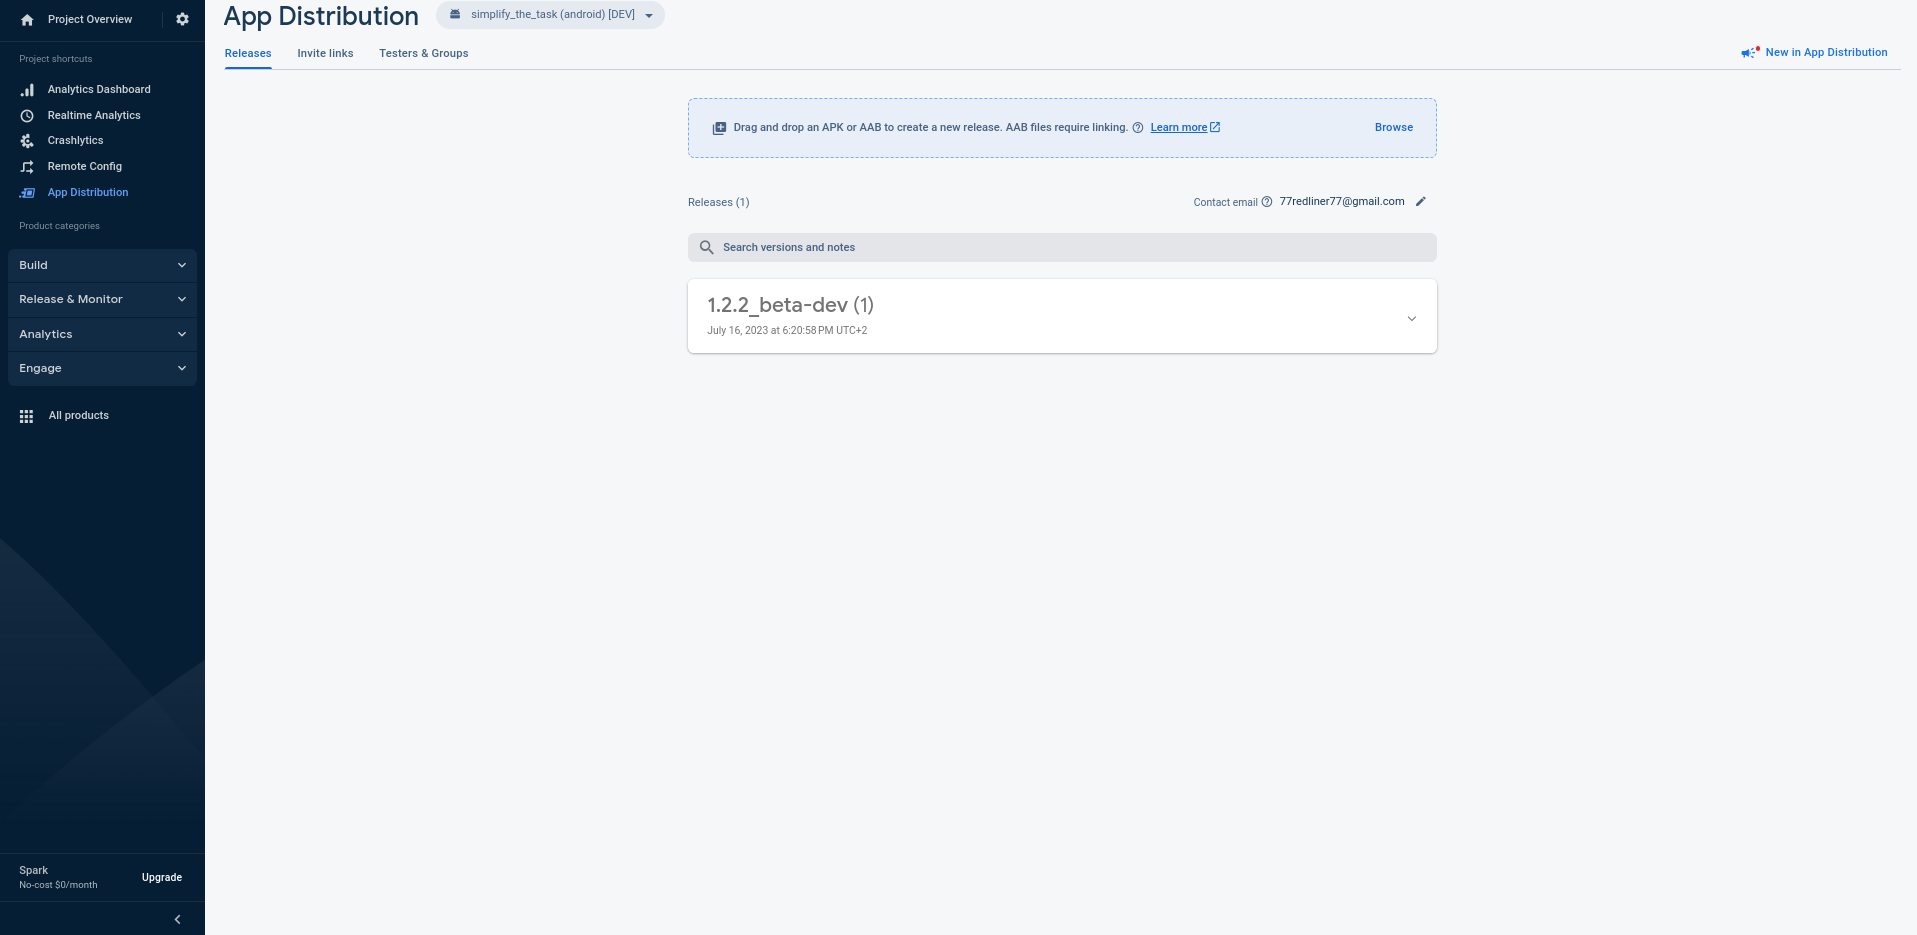 Project Overview
Project shortcuts
Analytics Dashboard
Realtime Analytics
Crashlytics
Remote Config
App Distribution
Product categories
Build
Release & Monitor
Analytics
Engage
All products
Spark
No-cost $0/month
Upgrade
App Distribution
simplify_the_task (android) [DEV]
Releases
Invite links
Testers & Groups
New in App Distribution
Drag and drop an APK or AAB to create a new release. AAB files require linking. Learn more
Browse
Releases (1)
Contact email 77redliner77@gmail.com
Search versions and notes
1.2.2_beta-dev (1)
July 16, 2023 at 6:20:58 PM UTC+2